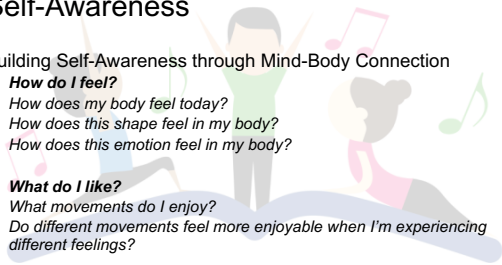 Self-Awareness
uilding Self-Awareness through Mind-Body Connection
How do I feel?
How does my body feel today?
How does this shape feel in my body?
How does this emotion feel in my body?
What do I like?
What movements do I enjoy?
Do different movements feel more enjoyable when I'm experiencing
different feelings?